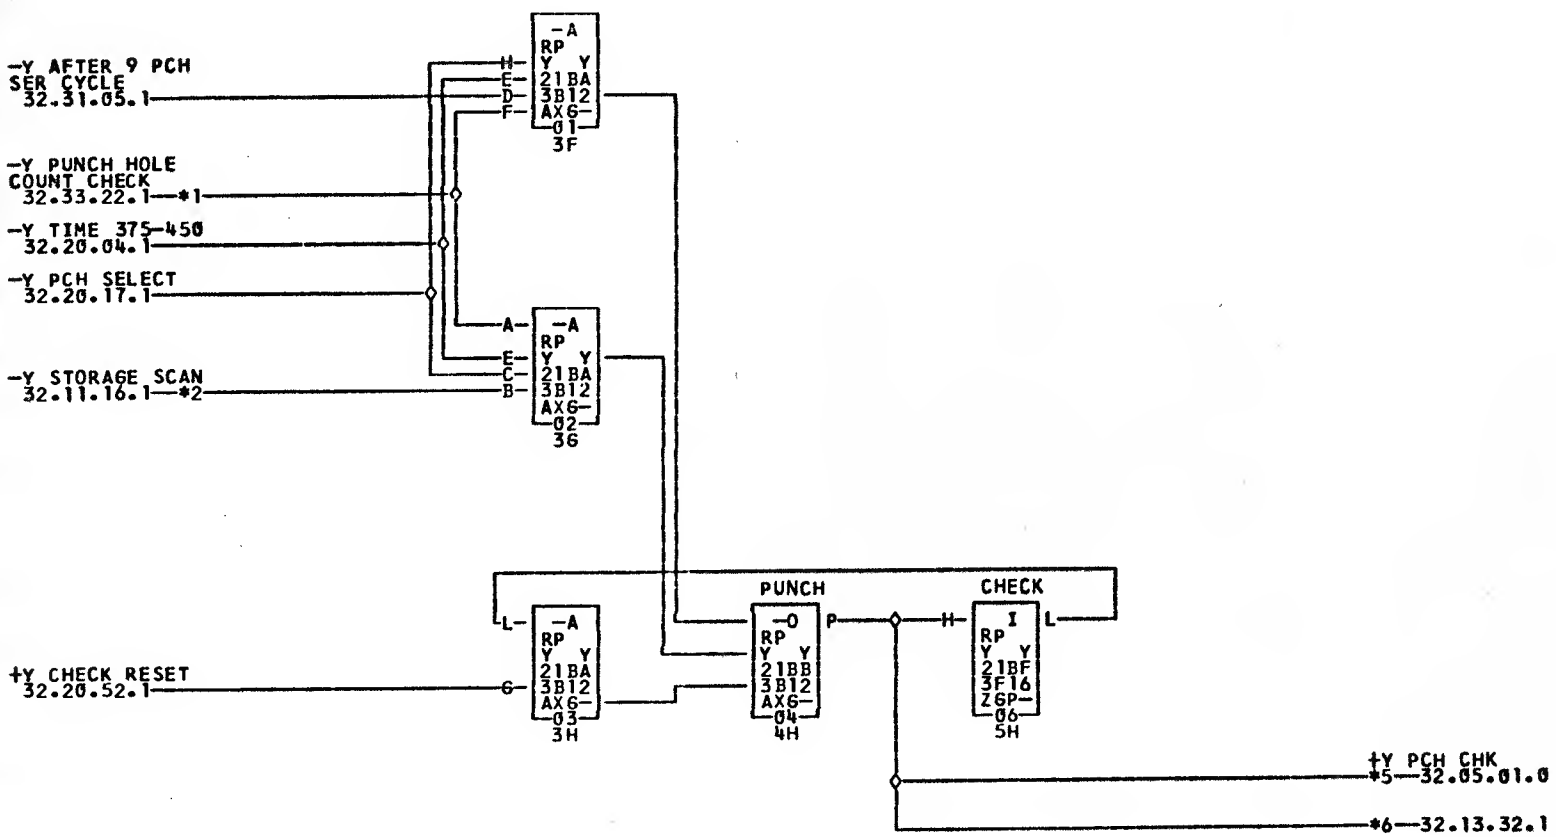 -Y AFTER 9 PCH
SER CYCLE
32.31.05.1
-Y PUNCH HOLE
COUNT CHECK
32.33.22.1—*1
-Y TIME 375-450
32.20.04.1
-Y PCH SELECT
32.20.17.1
-Y STORAGE SCAN
32.11.16.1—*2
+Y CHECK RESET
32.20.52.1
H
E
D
F
-A
RP
Y Y
21BA
3B12
AX6-
01
3F
A
E
C
B
-A
RP
Y Y
21BA
3B12
AX6-
02
3G
L
G
-A
RP
Y Y
21BA
3B12
AX6-
03
3H
PUNCH
-O P
RP
Y Y
21BB
3B12
AX6-
04
4H
CHECK
H I L
RP
Y Y
21BF
3F16
ZGP-
06
5H
+Y PCH CHK
*5—32.05.01.0
*6—32.13.32.1